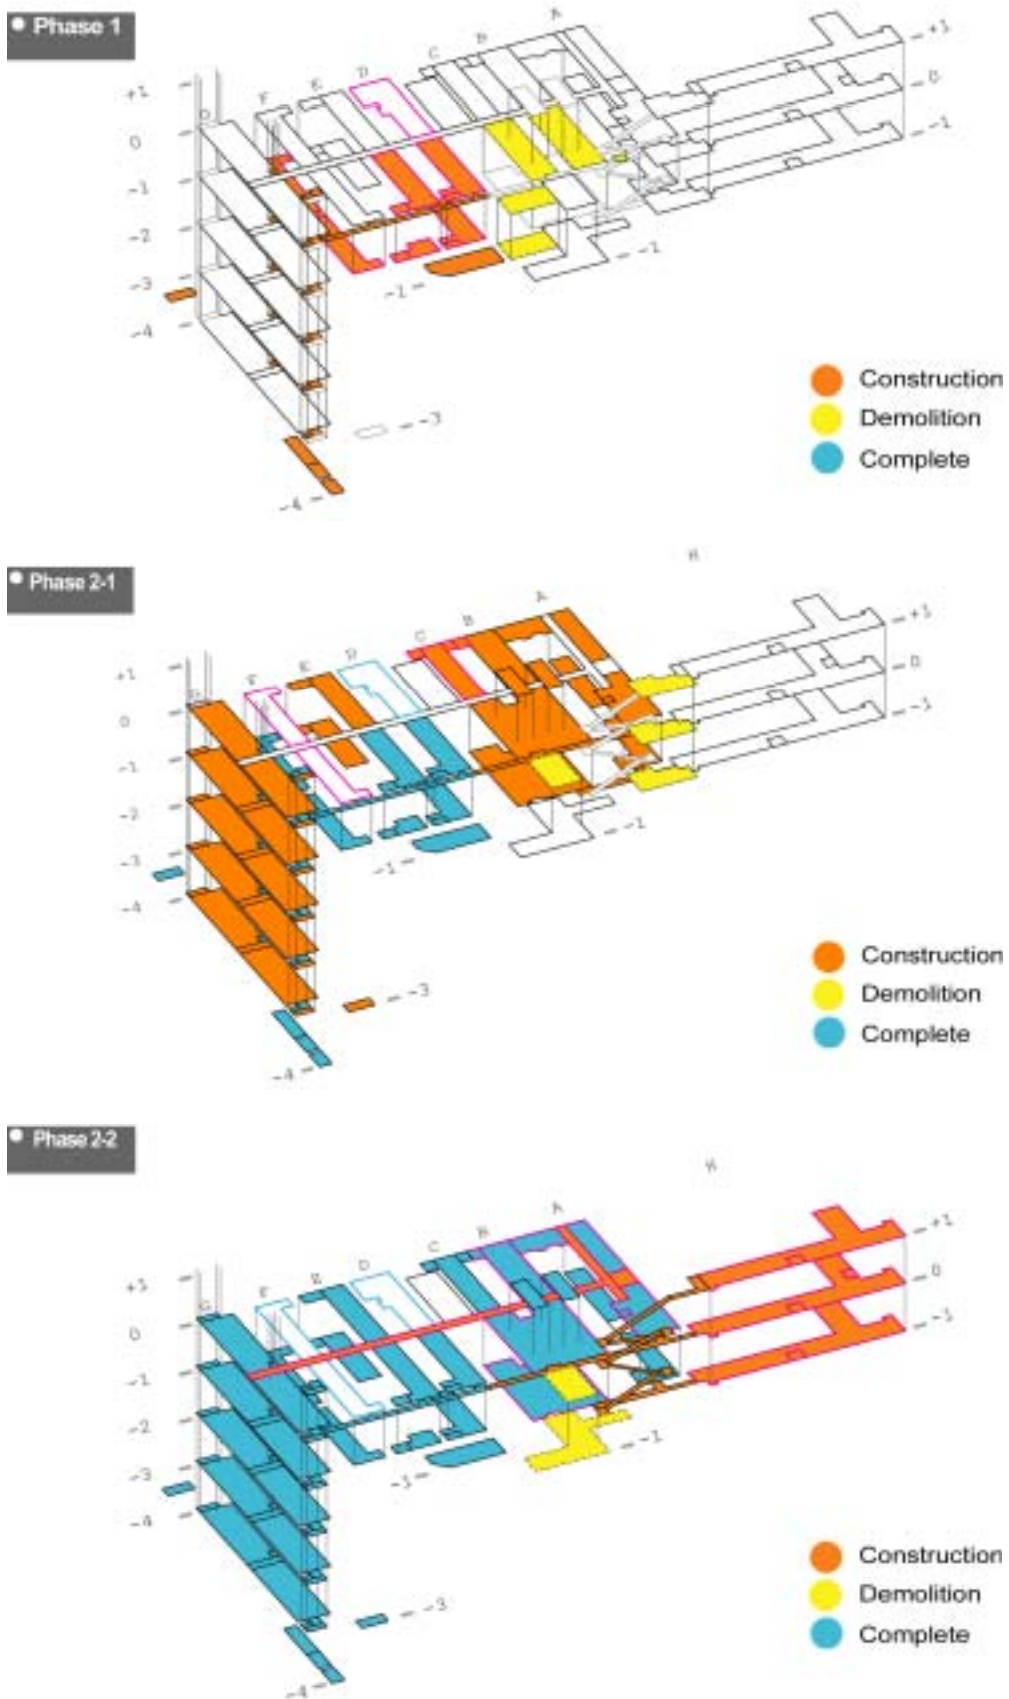 Phase 1
A
B
C
D
E
F
G
+1
0
-1
+1
0
-1
-2
-3
-4
-1
-1
-3
-4
Construction
Demolition
Complete
Phase 2-1
H
A
B
C
D
E
F
G
+1
0
-1
+1
0
-1
-2
-3
-4
-1
-1
-3
-4
Construction
Demolition
Complete
Phase 2-2
H
A
B
C
D
E
F
G
+1
0
-1
+1
0
-1
-2
-3
-4
-1
-1
-3
-4
Construction
Demolition
Complete